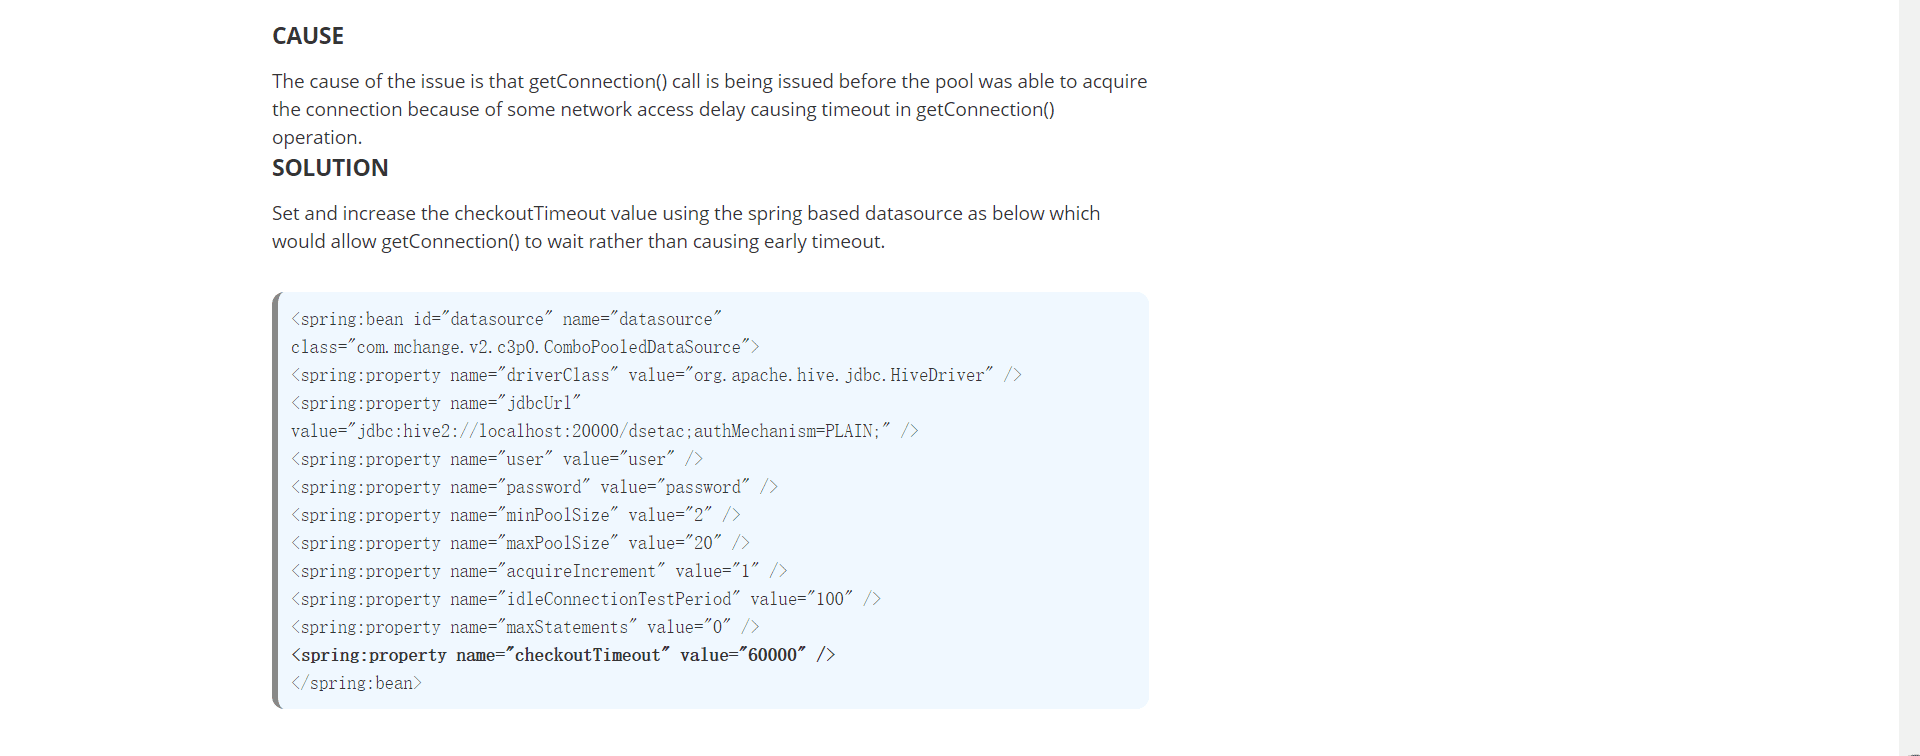 CAUSE
The cause of the issue is that getConnection() call is being issued before the pool was able to acquire
the connection because of some network access delay causing timeout in getConnection()
operation.
SOLUTION
Set and increase the checkoutTimeout value using the spring based datasource as below which
would allow getConnection() to wait rather than causing early timeout.
<spring:bean id="datasource" name="datasource"
class="com.mchange.v2.c3p0.ComboPooledDataSource">
<spring:property name="driverClass" value="org.apache.hive.jdbc.HiveDriver" />
<spring:property name="jdbcUrl"
value="jdbc:hive2://localhost:20000/dsetac;authMechanism=PLAIN;" />
<spring:property name="user" value="user" />
<spring:property name="password" value="password" />
<spring:property name="minPoolSize" value="2" />
<spring:property name="maxPoolSize" value="20" />
<spring:property name="acquireIncrement" value="1" />
<spring:property name="idleConnectionTestPeriod" value="100" />
<spring:property name="maxStatements" value="0" />
<spring:property name="checkoutTimeout" value="60000" />
</spring:bean>